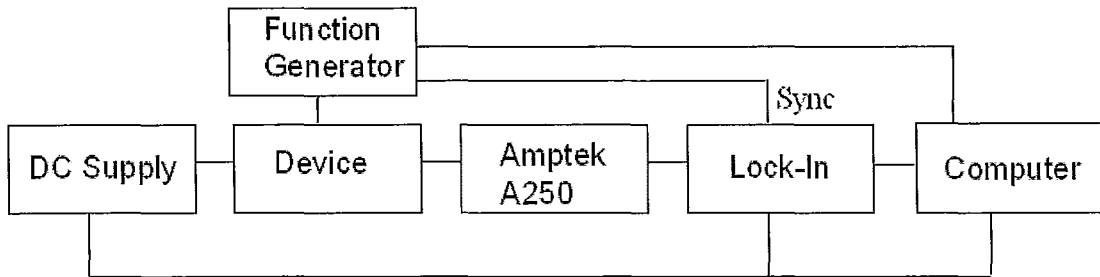 Function
Generator
Sync
DC Supply
Device
Amptek
A250
Lock-In
Computer